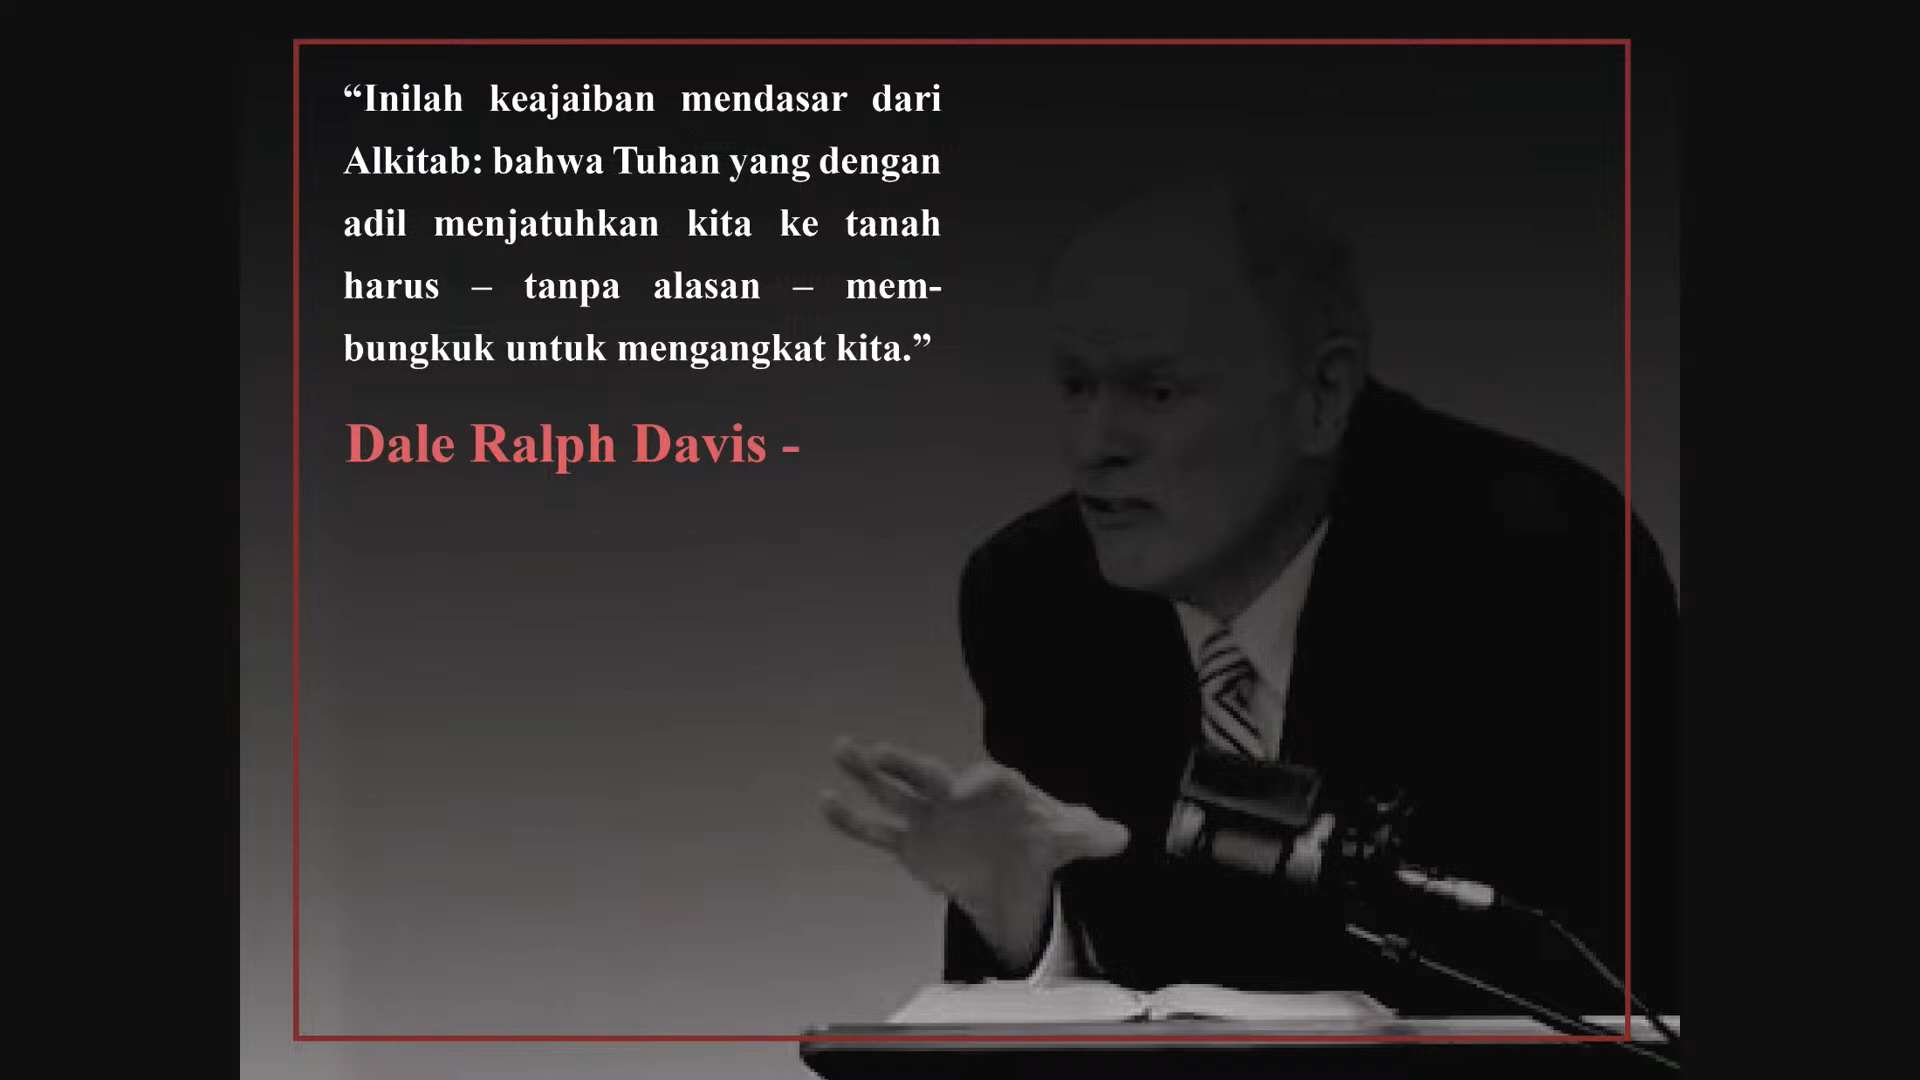 “Inilah keajaiban mendasar dari
Alkitab: bahwa Tuhan yang dengan
adil menjatuhkan kita ke tanah
harus – tanpa alasan – mem-
bungkuk untuk mengangkat kita.”
Dale Ralph Davis -